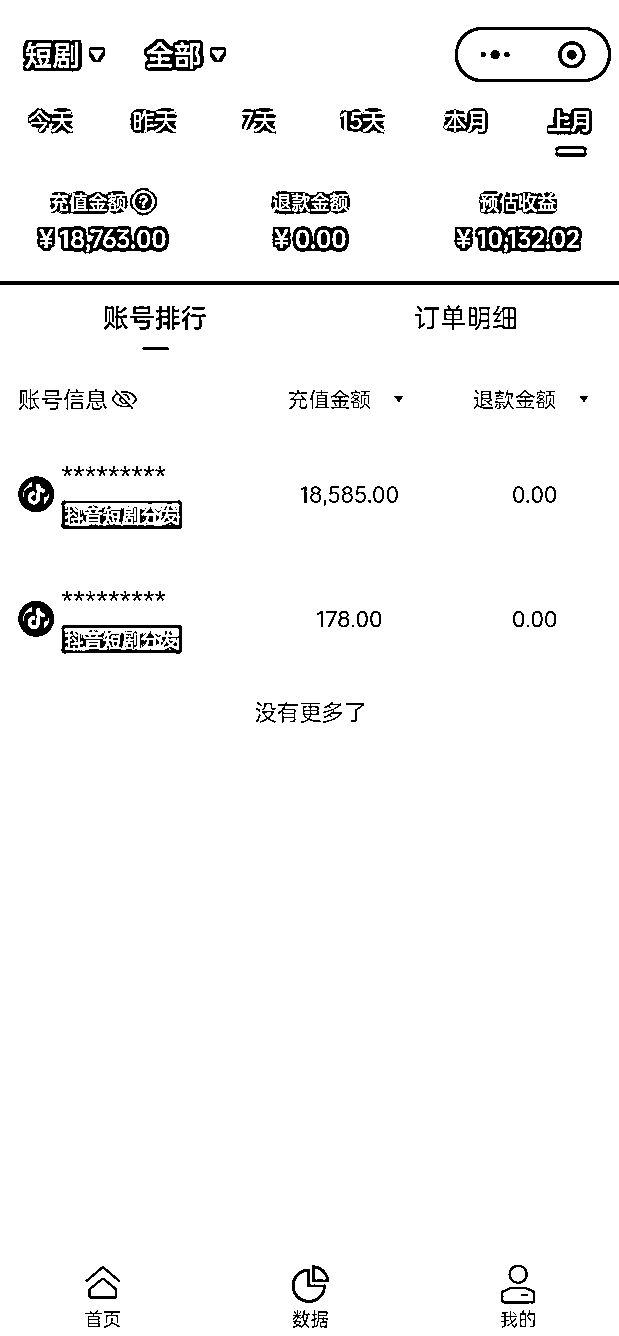 短剧 全部
今天 昨天 7天 15天 本月 上月
充值金额 退款金额 预估收益
¥18,763.00 ¥0.00 ¥10,132.02
账号排行 订单明细
账号信息 充值金额 退款金额
*********
抖音短剧分发 18,585.00 0.00
*********
抖音短剧分发 178.00 0.00
没有更多了
首页 数据 我的